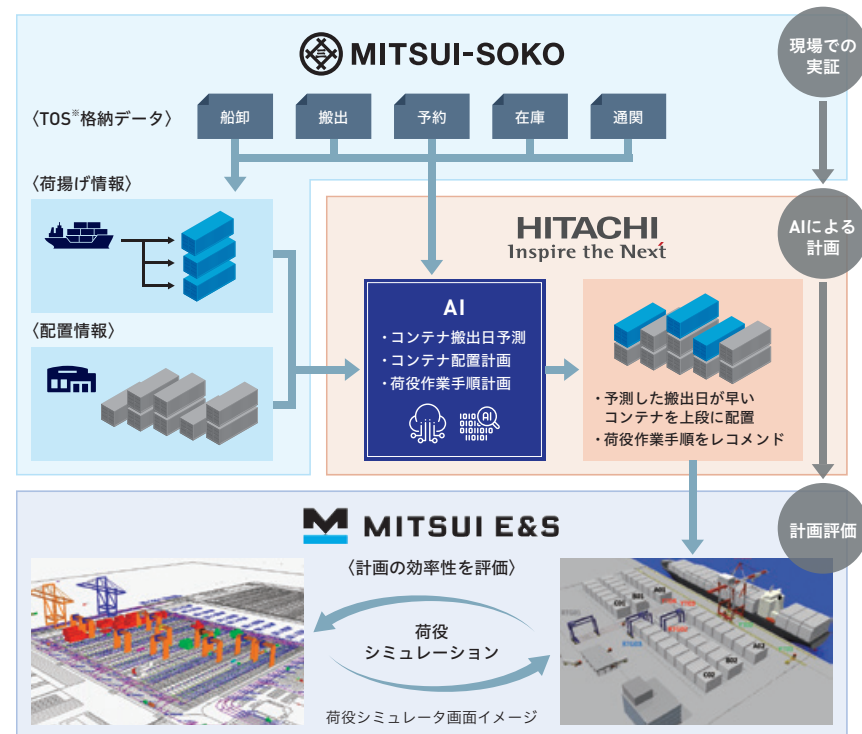 MITSUI-SOKO
現場での
実証
〈TOS※格納データ〉
船卸
搬出
予約
在庫
通関
〈荷揚げ情報〉
〈配置情報〉
HITACHI
Inspire the Next
AIによる
計画
AI
・コンテナ搬出日予測
・コンテナ配置計画
・荷役作業手順計画
・予測した搬出日が早い
コンテナを上段に配置
・荷役作業手順をレコメンド
MITSUI E&S
計画評価
〈計画の効率性を評価〉
荷役
シミュレーション
荷役シミュレータ画面イメージ
C01
B01
A01
C02
B02
A02